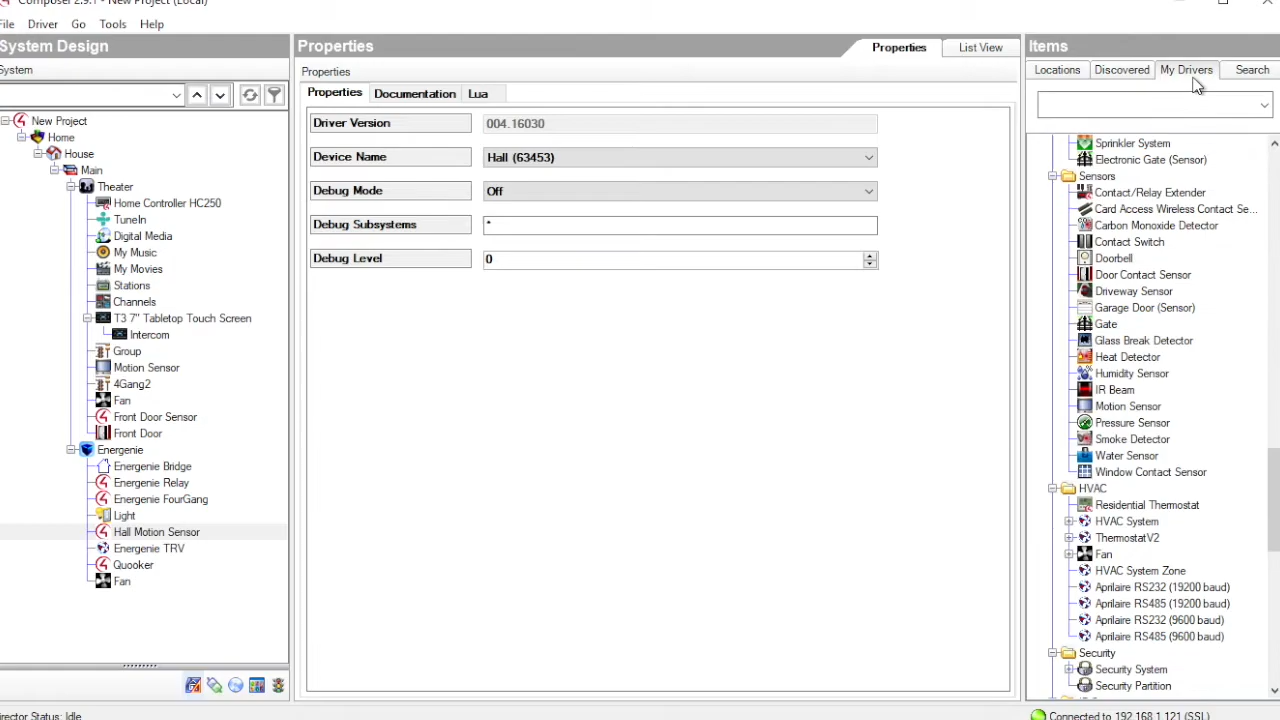 Composer 2.9.1 - New Project (Local)
File Driver Go Tools Help
System Design
System
New Project
Home
House
Main
Theater
Home Controller HC250
TuneIn
Digital Media
My Music
My Movies
Stations
Channels
T3 7" Tabletop Touch Screen
Intercom
Group
Motion Sensor
4Gang2
Fan
Front Door Sensor
Front Door
Energenie
Energenie Bridge
Energenie Relay
Energenie FourGang
Light
Hall Motion Sensor
Energenie TRV
Quooker
Fan
Director Status: Idle
Properties
Properties List View
Properties
Properties Documentation Lua
Driver Version 004.16030
Device Name Hall (63453)
Debug Mode Off
Debug Subsystems *
Debug Level 0
Items
Locations Discovered My Drivers Search
Sprinkler System
Electronic Gate (Sensor)
Sensors
Contact/Relay Extender
Card Access Wireless Contact Se...
Carbon Monoxide Detector
Contact Switch
Doorbell
Door Contact Sensor
Driveway Sensor
Garage Door (Sensor)
Gate
Glass Break Detector
Heat Detector
Humidity Sensor
IR Beam
Motion Sensor
Pressure Sensor
Smoke Detector
Water Sensor
Window Contact Sensor
HVAC
Residential Thermostat
HVAC System
ThermostatV2
Fan
HVAC System Zone
Aprilaire RS232 (19200 baud)
Aprilaire RS485 (19200 baud)
Aprilaire RS232 (9600 baud)
Aprilaire RS485 (9600 baud)
Security
Security System
Security Partition
Connected to 192.168.1.121 (SSL)